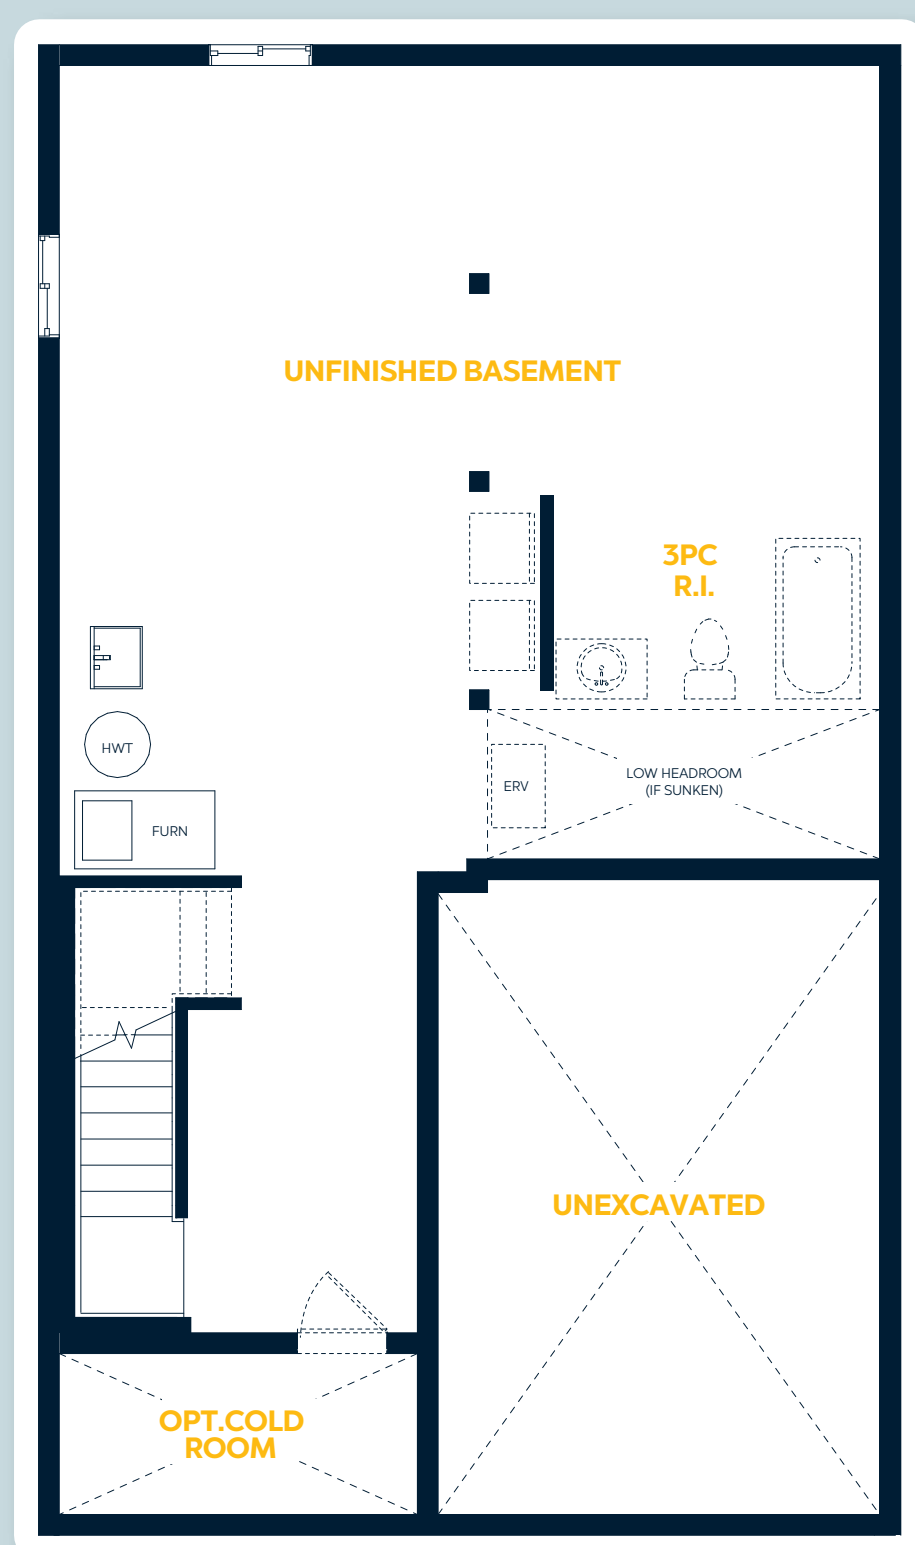 UNFINISHED BASEMENT
3PC
R.I.
HWT
LOW HEADROOM
(IF SUNKEN)
ERV
FURN
UNEXCAVATED
OPT.COLD
ROOM